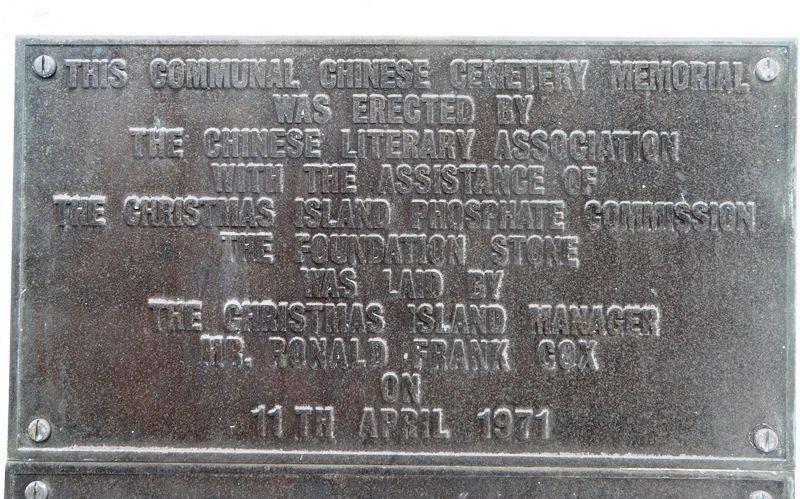 THIS COMMUNAL CHINESE CEMETERY MEMORIAL
WAS ERECTED BY
THE CHINESE LITERARY ASSOCIATION
WITH THE ASSISTANCE OF
THE CHRISTMAS ISLAND PHOSPHATE COMMISSION
THE FOUNDATION STONE
WAS LAID BY
THE CHRISTMAS ISLAND MANAGER
MR. RONALD FRANK COX
ON
11TH APRIL 1971